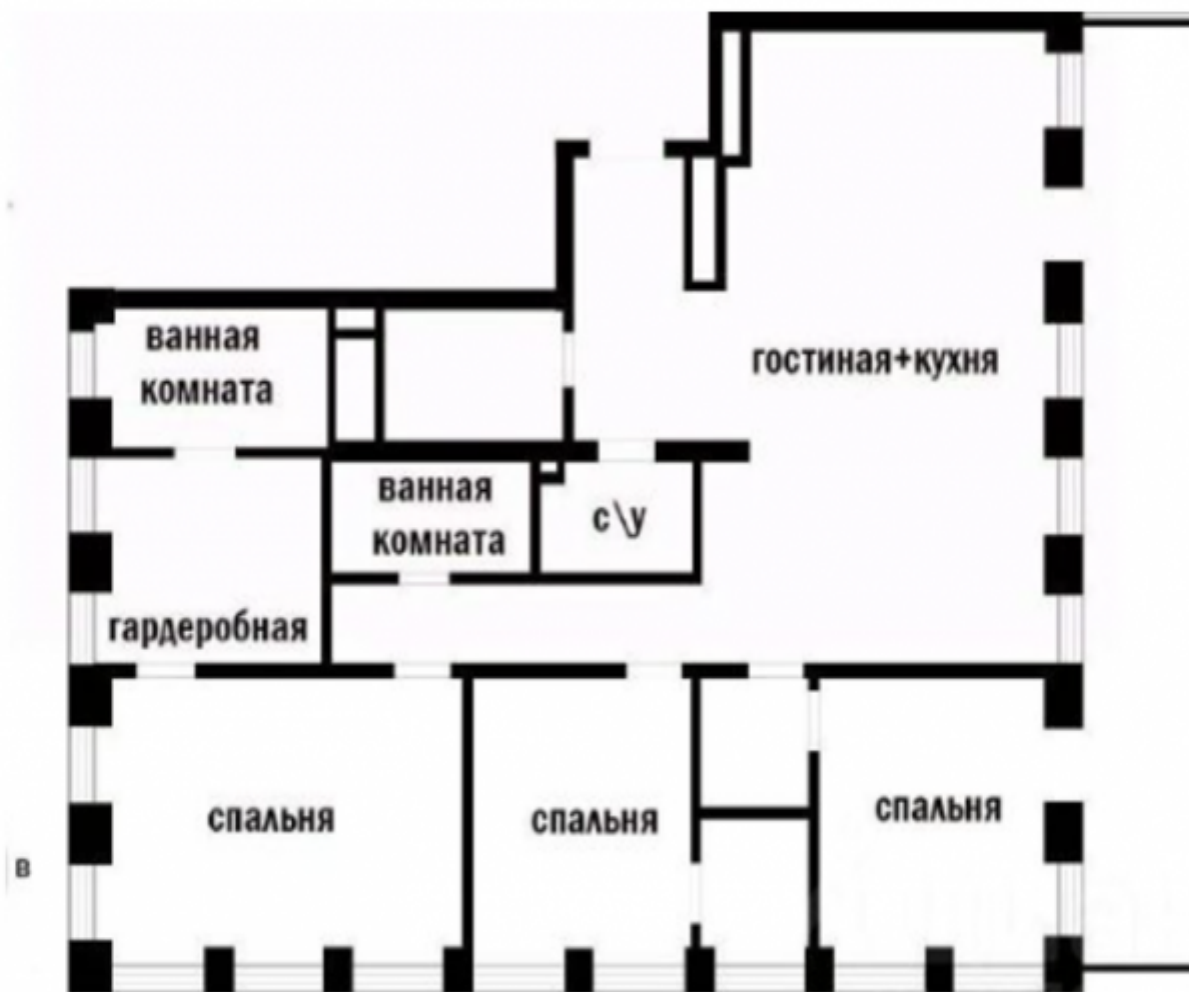 ванная
комната
гостиная+кухня
ванная
комната
с\у
гардеробная
спальня
спальня
спальня
в